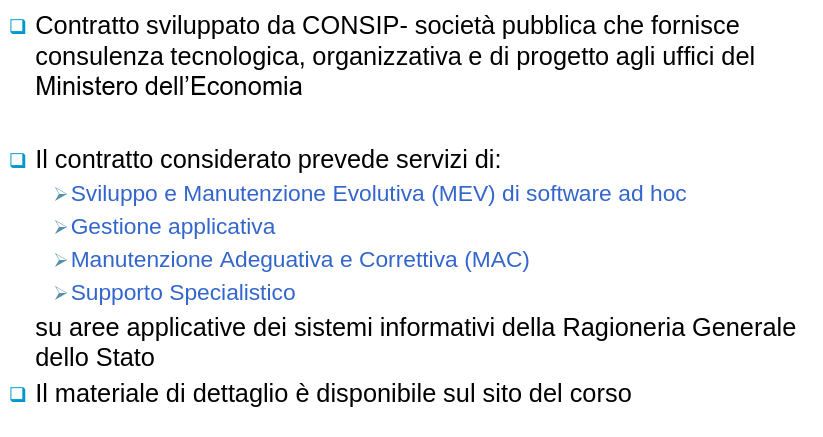 Contratto sviluppato da CONSIP- società pubblica che fornisce
consulenza tecnologica, organizzativa e di progetto agli uffici del
Ministero dell’Economia
Il contratto considerato prevede servizi di:
Sviluppo e Manutenzione Evolutiva (MEV) di software ad hoc
Gestione applicativa
Manutenzione Adeguativa e Correttiva (MAC)
Supporto Specialistico
su aree applicative dei sistemi informativi della Ragioneria Generale
dello Stato
Il materiale di dettaglio è disponibile sul sito del corso